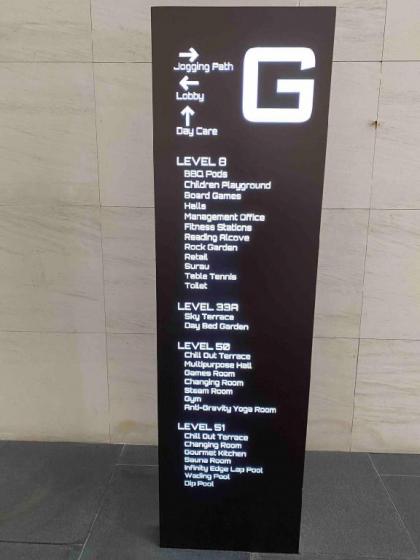 G
→
Jogging Path
←
Lobby
↑
Day Care
LEVEL 8
BBQ Pods
Children Playground
Board Games
Halls
Management Office
Fitness Stations
Reading Alcove
Rock Garden
Retail
Surau
Table Tennis
Toilet
LEVEL 33A
Sky Terrace
Day Bed Garden
LEVEL 50
Chill Out Terrace
Multipurpose Hall
Games Room
Changing Room
Steam Room
Gym
Anti-Gravity Yoga Room
LEVEL 51
Chill Out Terrace
Changing Room
Gourmet Kitchen
Sauna Room
Infinity Edge Lap Pool
Wading Pool
Dip Pool